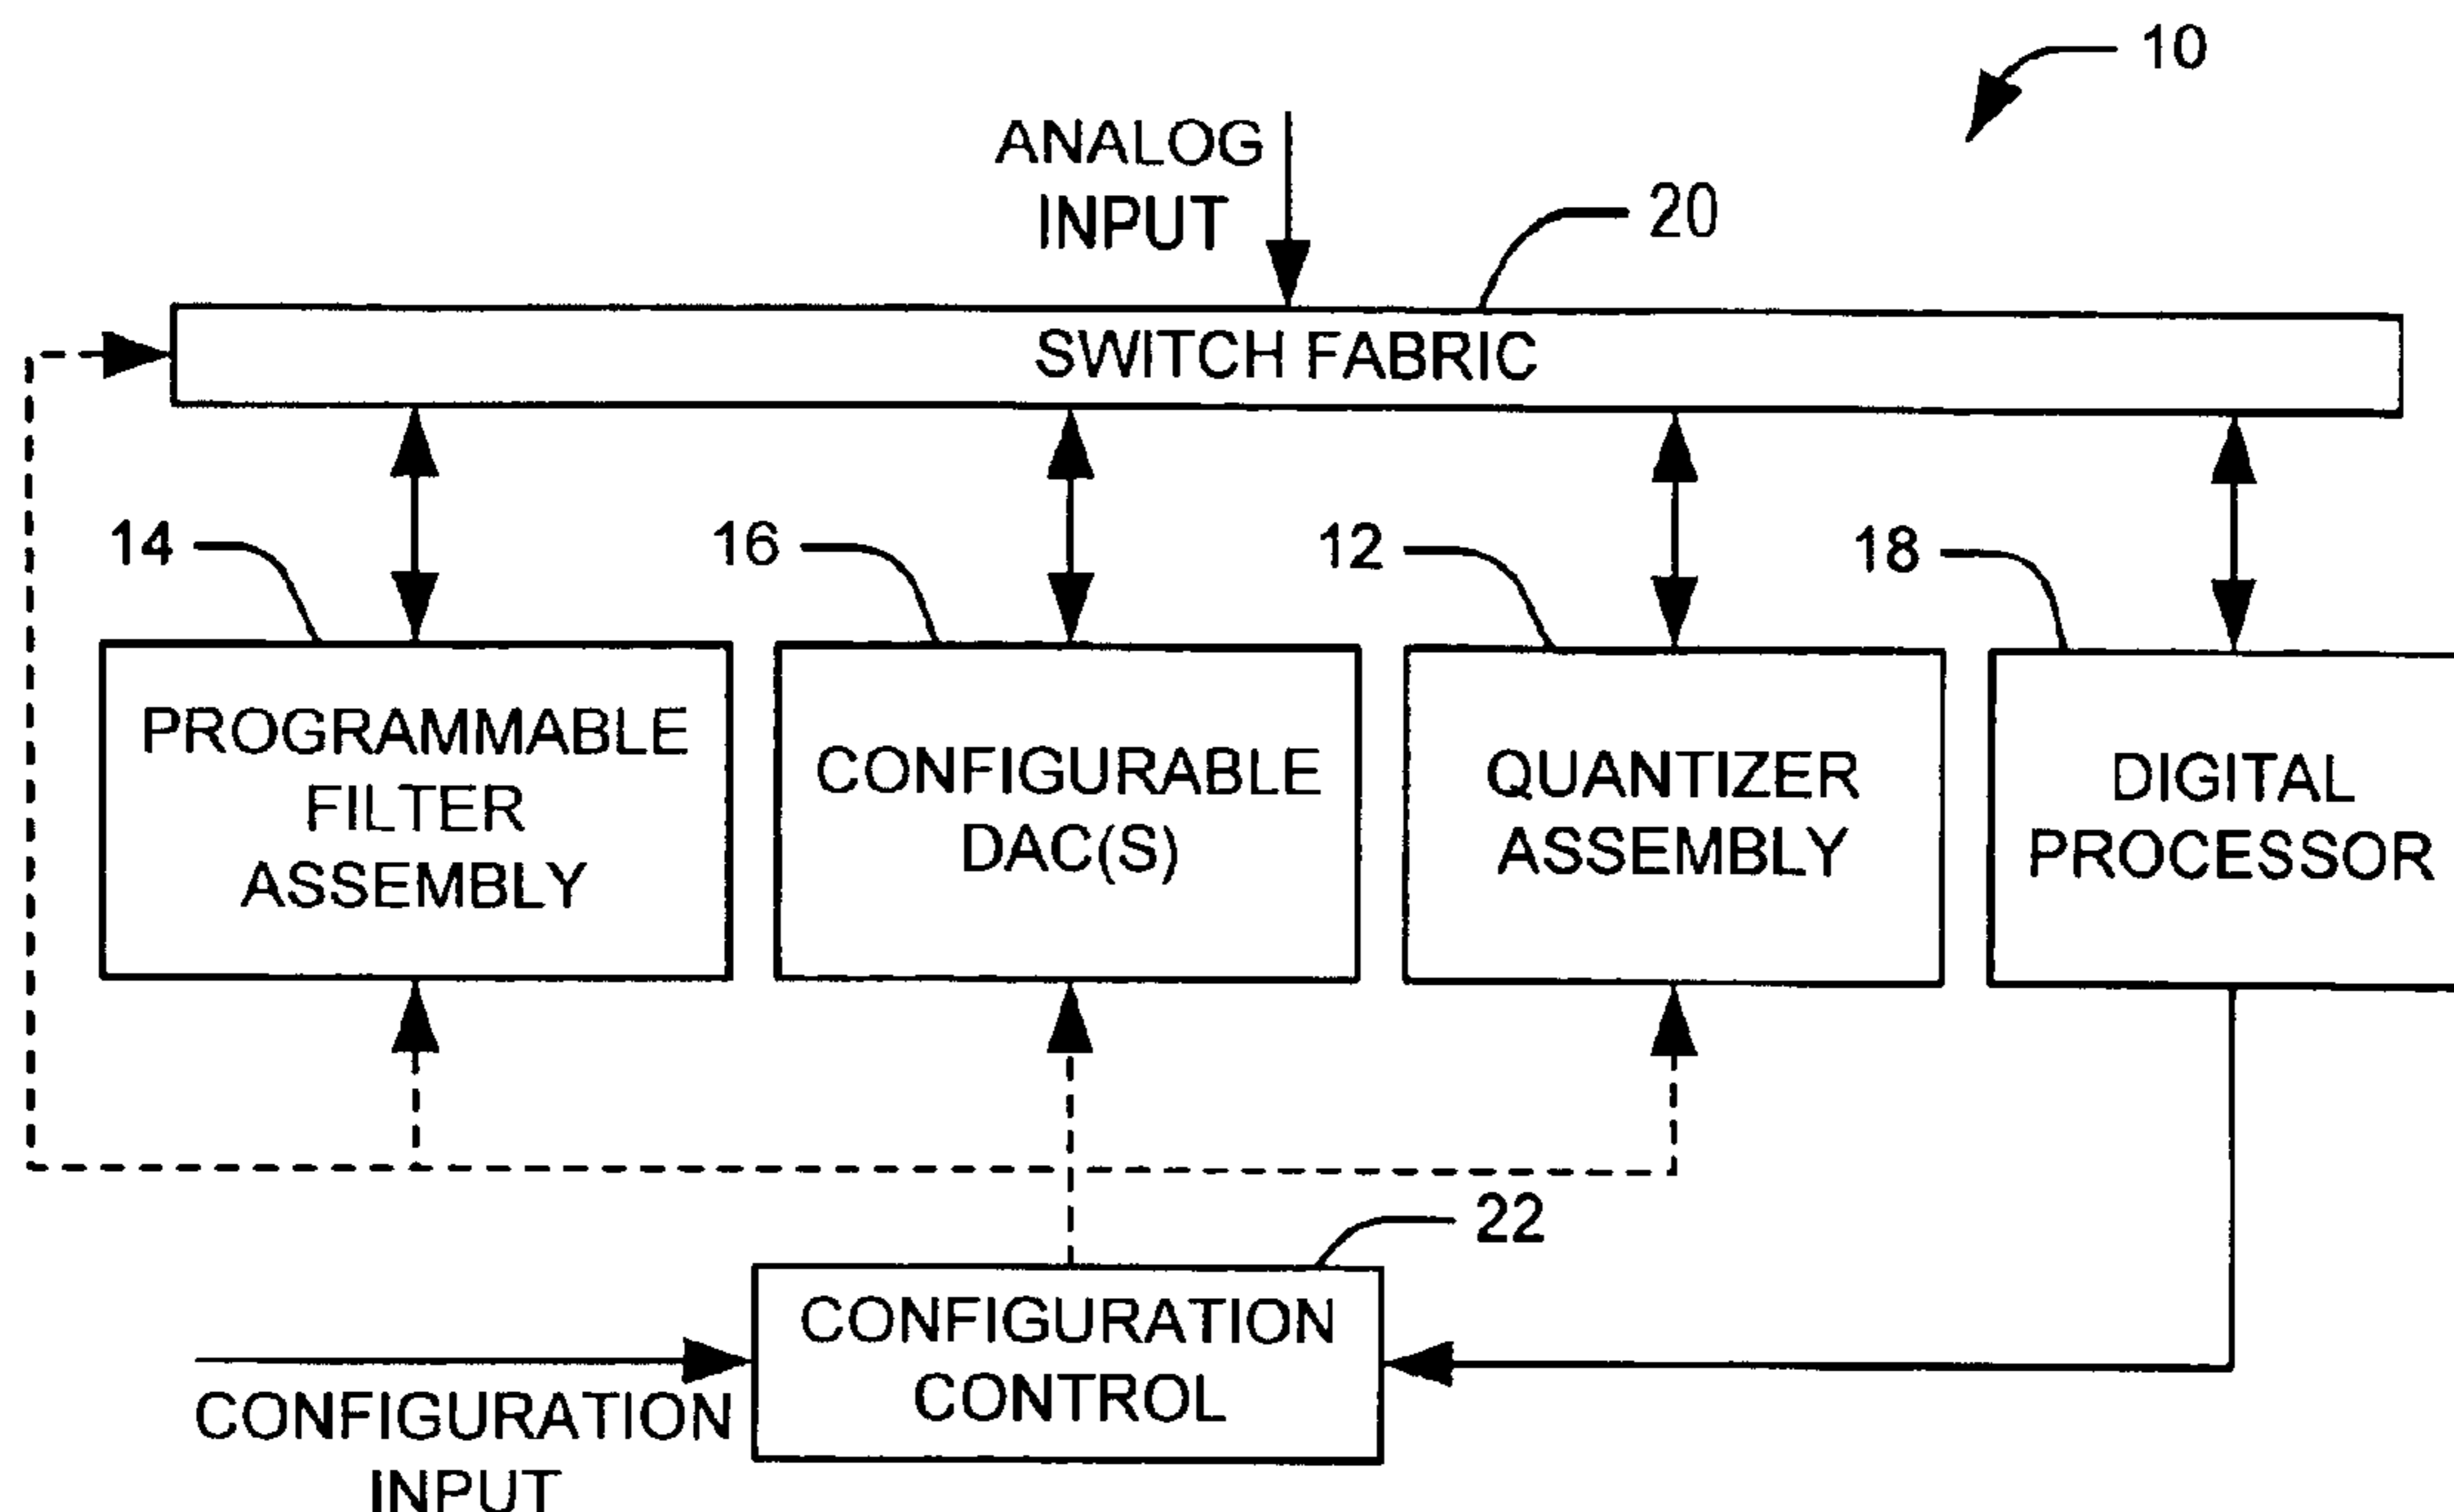 10
ANALOG
INPUT
20
SWITCH FABRIC
14
16
12
18
PROGRAMMABLE
FILTER
ASSEMBLY
CONFIGURABLE
DAC(S)
QUANTIZER
ASSEMBLY
DIGITAL
PROCESSOR
22
CONFIGURATION
CONTROL
CONFIGURATION
INPUT